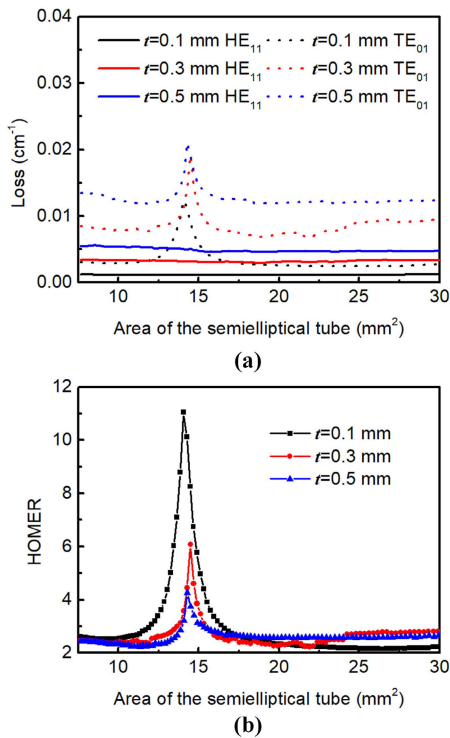 0.04
0.03
0.02
0.01
0.00
Loss (cm⁻¹)
t=0.1 mm HE₁₁
t=0.3 mm HE₁₁
t=0.5 mm HE₁₁
t=0.1 mm TE₀₁
t=0.3 mm TE₀₁
t=0.5 mm TE₀₁
10 15 20 25 30
Area of the semielliptical tube (mm²)
(a)
12
10
8
6
4
2
HOMER
t=0.1 mm
t=0.3 mm
t=0.5 mm
10 15 20 25 30
Area of the semielliptical tube (mm²)
(b)